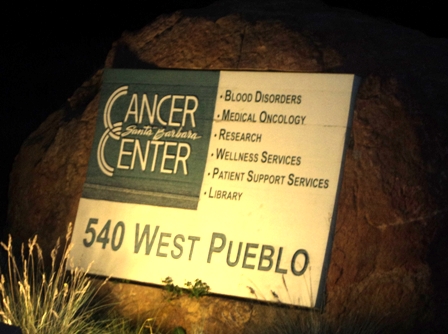 CANCER
Santa Barbara
CENTER
• BLOOD DISORDERS
• MEDICAL ONCOLOGY
• RESEARCH
• WELLNESS SERVICES
• PATIENT SUPPORT SERVICES
• LIBRARY
540 WEST PUEBLO